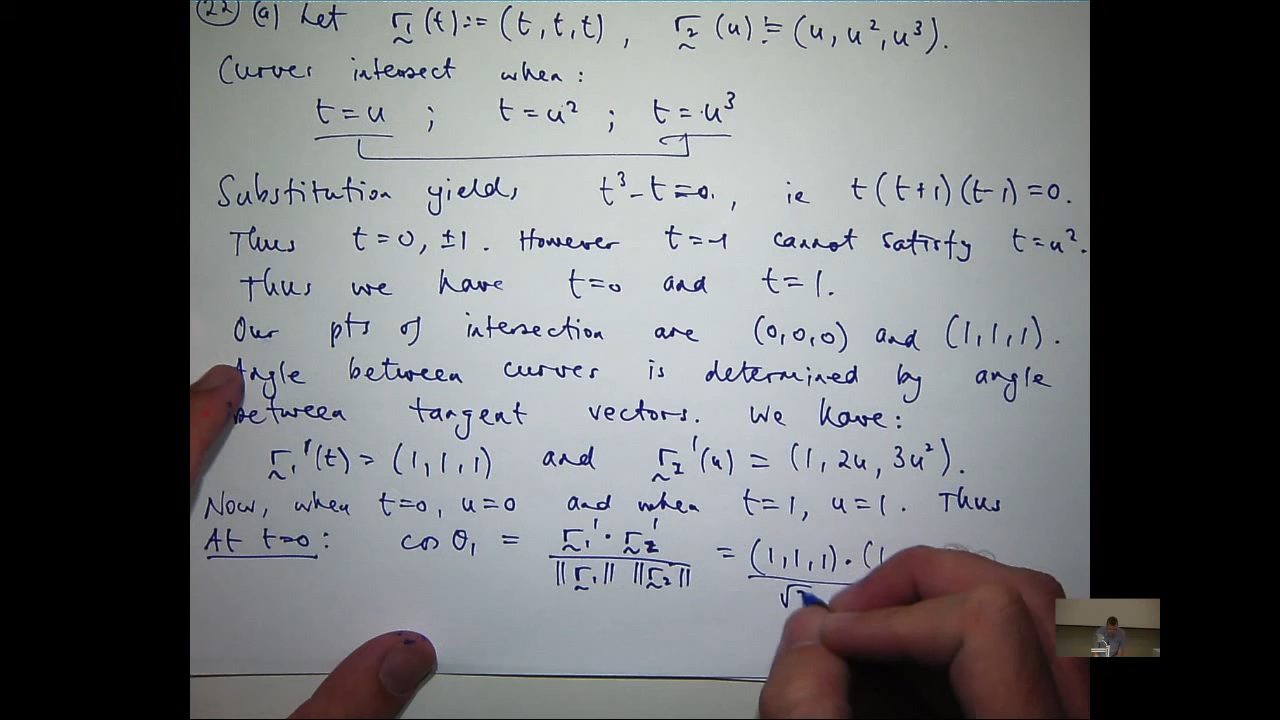 (22) (a) Let r₁(t) := (t, t, t), r₂(u) := (u, u², u³).
Curves intersect when:
t = u ; t = u² ; t = u³
Substitution yields t³ - t = 0, ie t(t+1)(t-1) = 0.
Thus t = 0, ±1. However t = -1 cannot satisfy t = u².
Thus we have t=0 and t=1.
Our pts of intersection are (0,0,0) and (1,1,1).
Angle between curves is determined by angle
between tangent vectors. We have:
r₁'(t) = (1,1,1) and r₂'(u) = (1, 2u, 3u²).
Now, when t=0, u=0 and when t=1, u=1. Thus
At t=0: cos θ₁ = r₁' · r₂' / ||r₁|| ||r₂|| = (1,1,1) · (1, / √